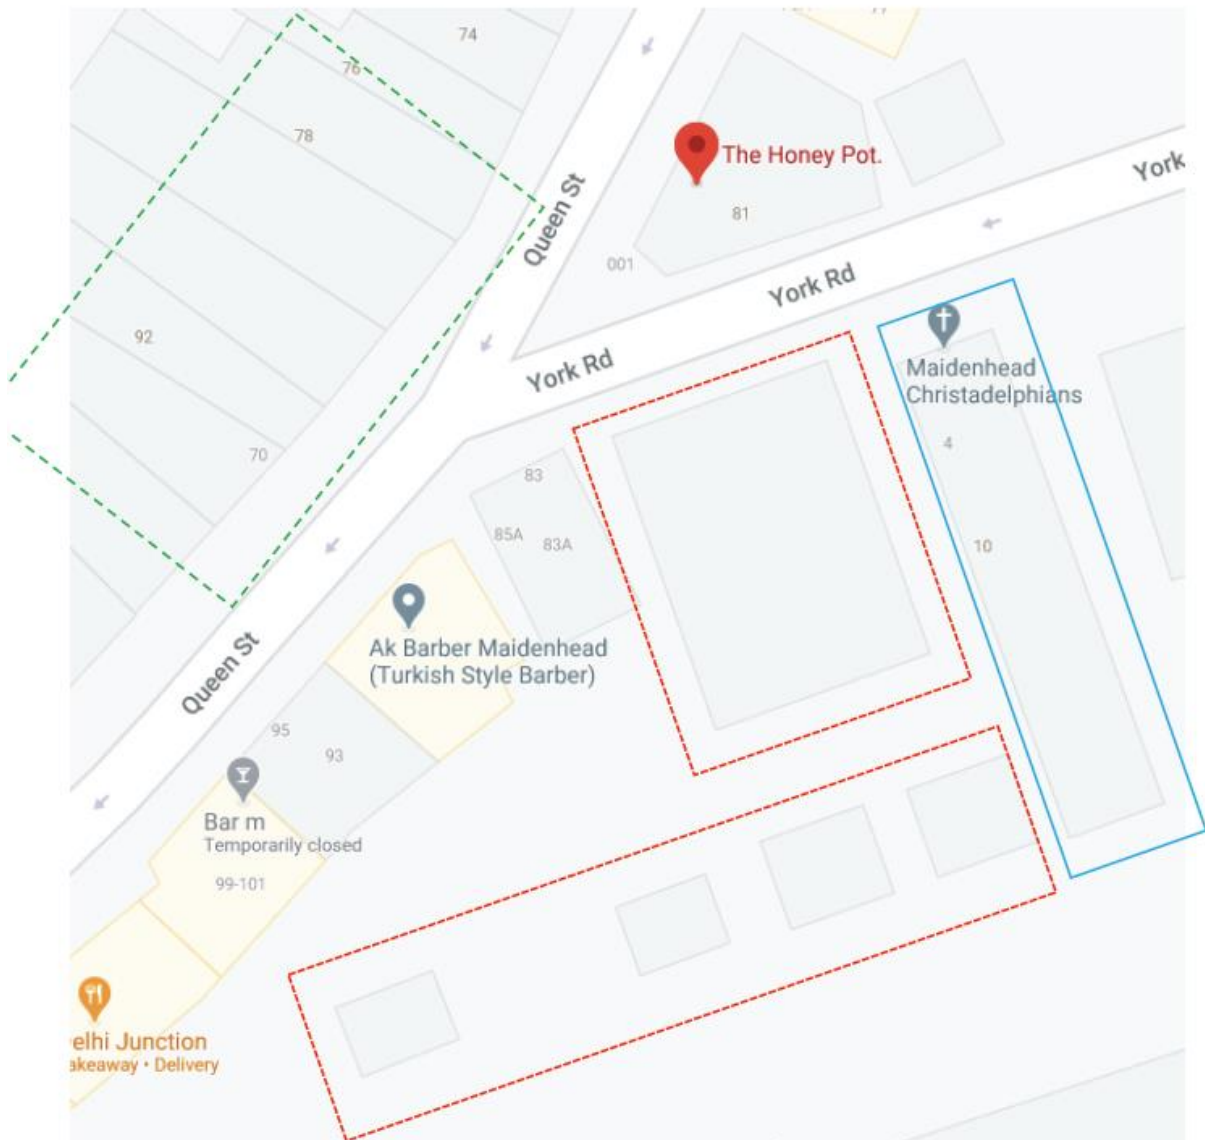 74
76
78
Queen St
The Honey Pot.
81
001
York
York Rd
92
York Rd
Maidenhead
Christadelphians
4
70
83
85A
83A
10
Ak Barber Maidenhead
(Turkish Style Barber)
Queen St
95
93
Bar m
Temporarily closed
99-101
elhi Junction
akeaway • Delivery